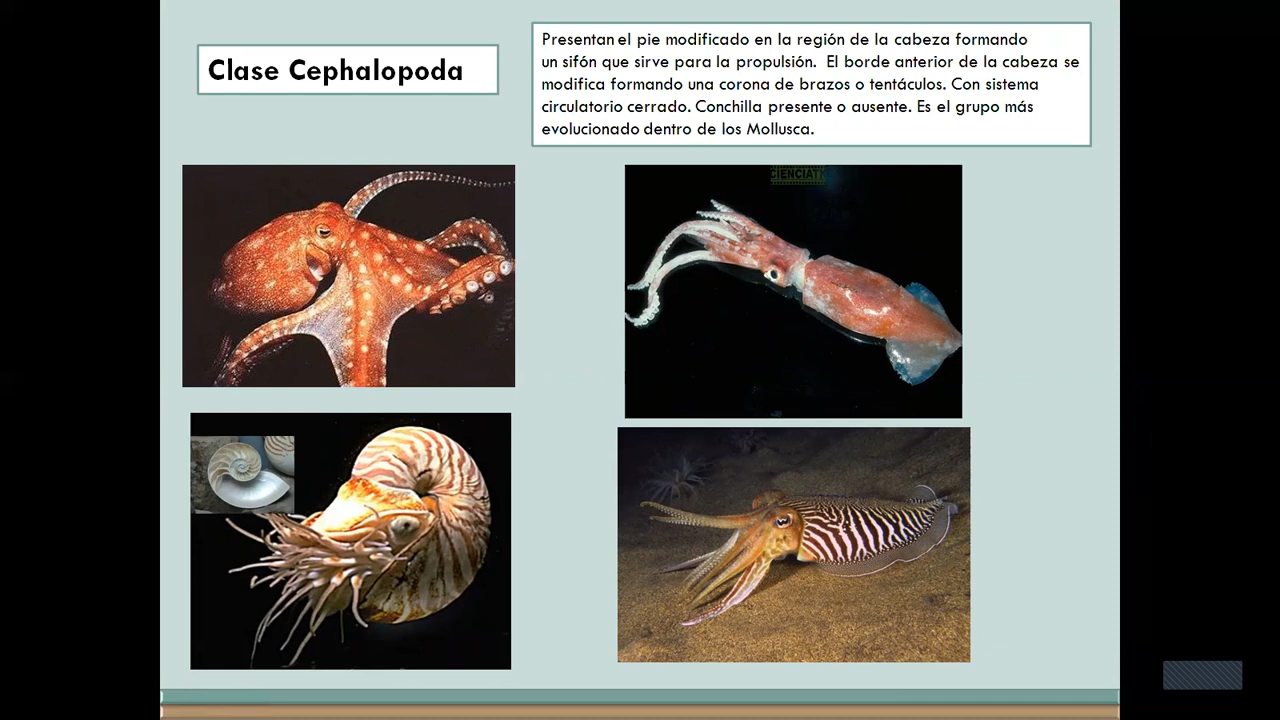 Clase Cephalopoda
Presentan el pie modificado en la región de la cabeza formando
un sifón que sirve para la propulsión. El borde anterior de la cabeza se
modifica formando una corona de brazos o tentáculos. Con sistema
circulatorio cerrado. Conchilla presente o ausente. Es el grupo más
evolucionado dentro de los Mollusca.